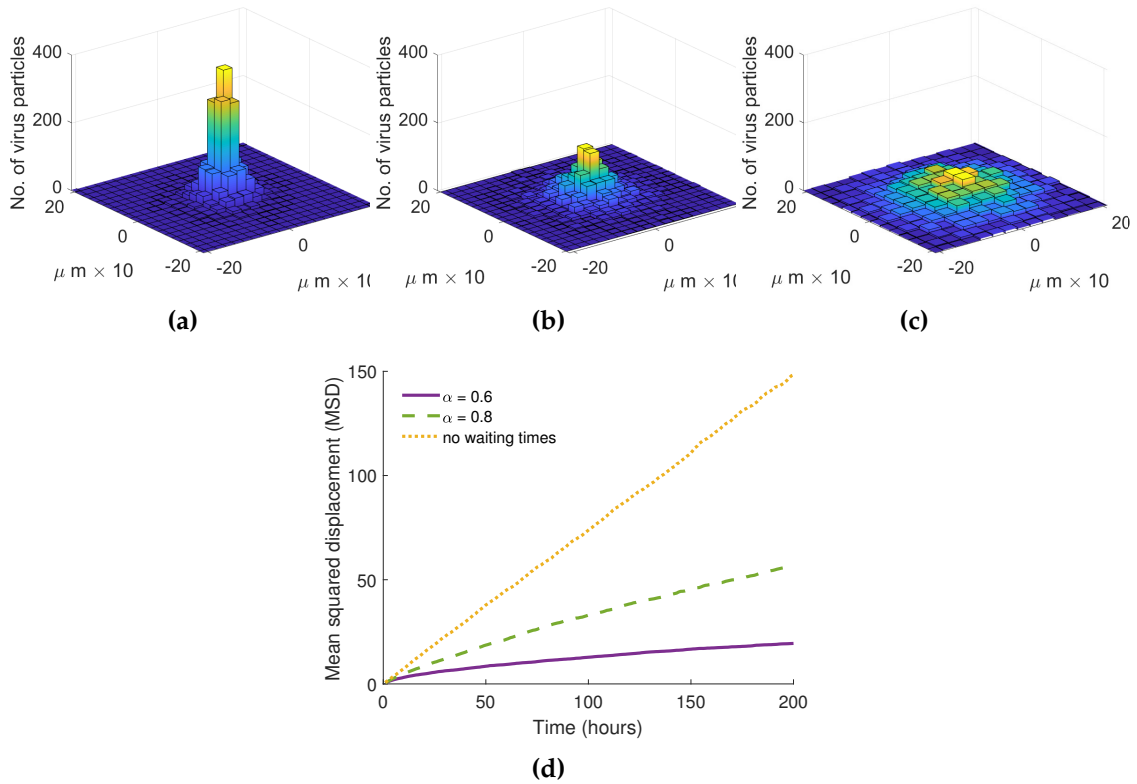 No. of virus particles
400
200
0
20
0
-20
-20
0
μ m × 10
μ m × 1(
(a)
No. of virus particles
400
200
0
20
0
-20
-20
0
μ m × 10
μ m × 1(
(b)
No. of virus particles
400
200
0
20
0
-20
-20
0
20
μ m × 10
μ m × 10
(c)
Mean squared displacement (MSD)
150
100
50
0
α = 0.6
α = 0.8
no waiting times
0 50 100 150 200
Time (hours)
(d)